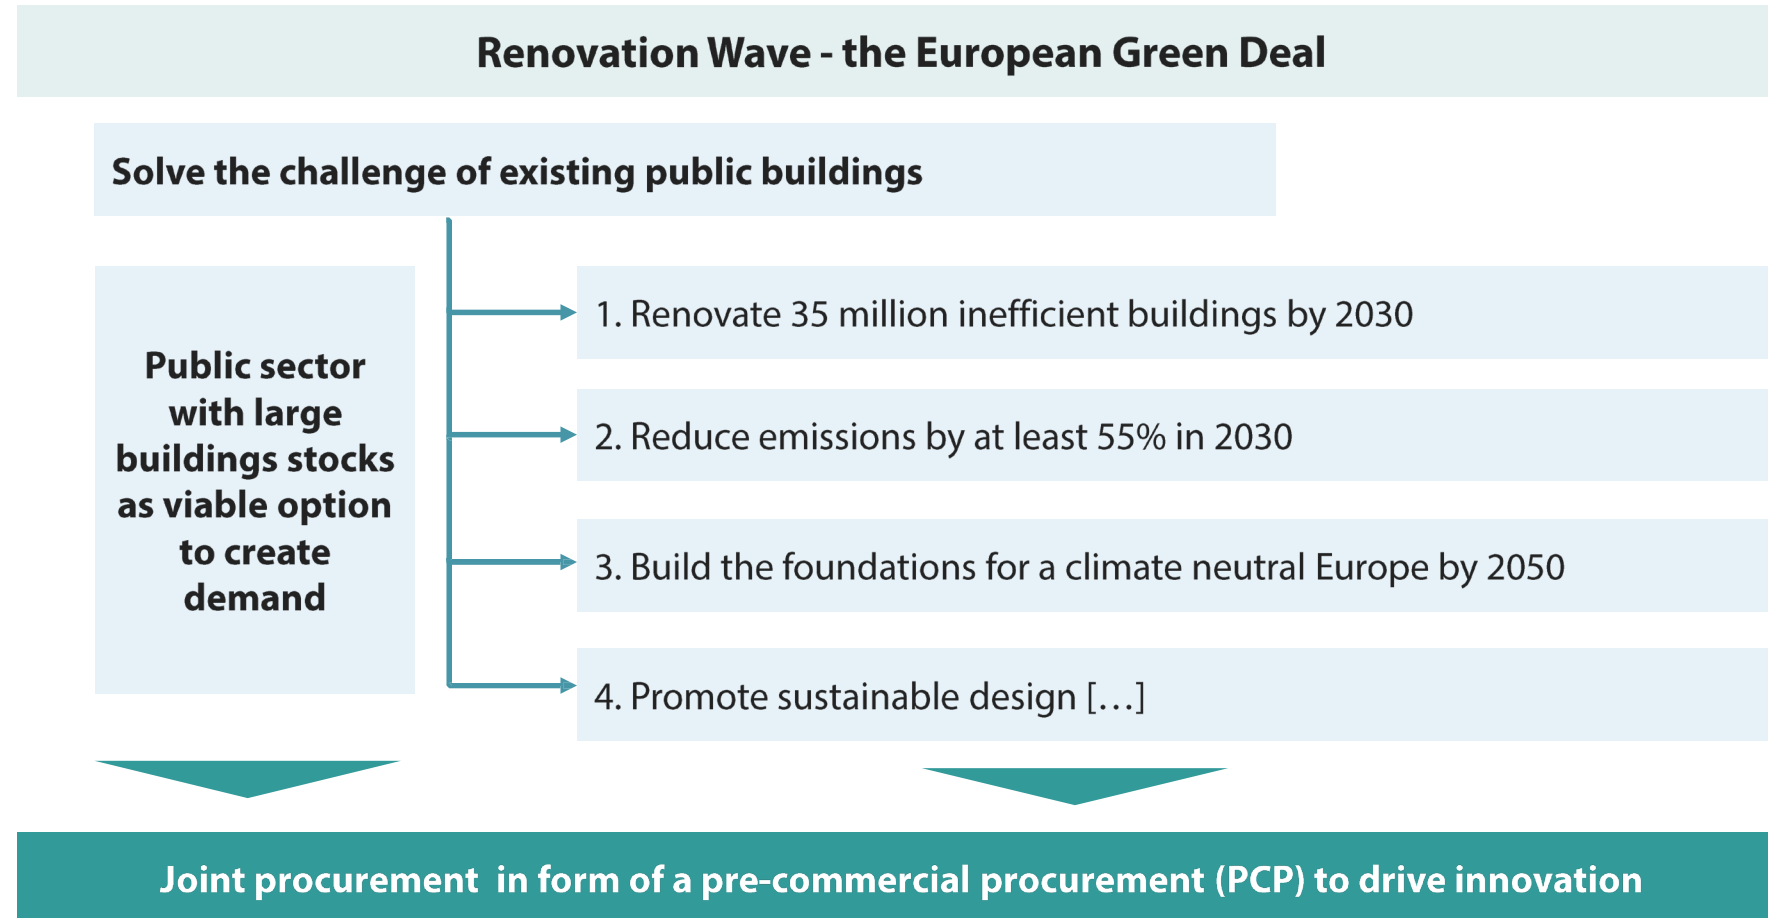 Renovation Wave - the European Green Deal
Solve the challenge of existing public buildings
Public sector
with large
buildings stocks
as viable option
to create
demand
1. Renovate 35 million inefficient buildings by 2030
2. Reduce emissions by at least 55% in 2030
3. Build the foundations for a climate neutral Europe by 2050
4. Promote sustainable design […]
Joint procurement in form of a pre-commercial procurement (PCP) to drive innovation